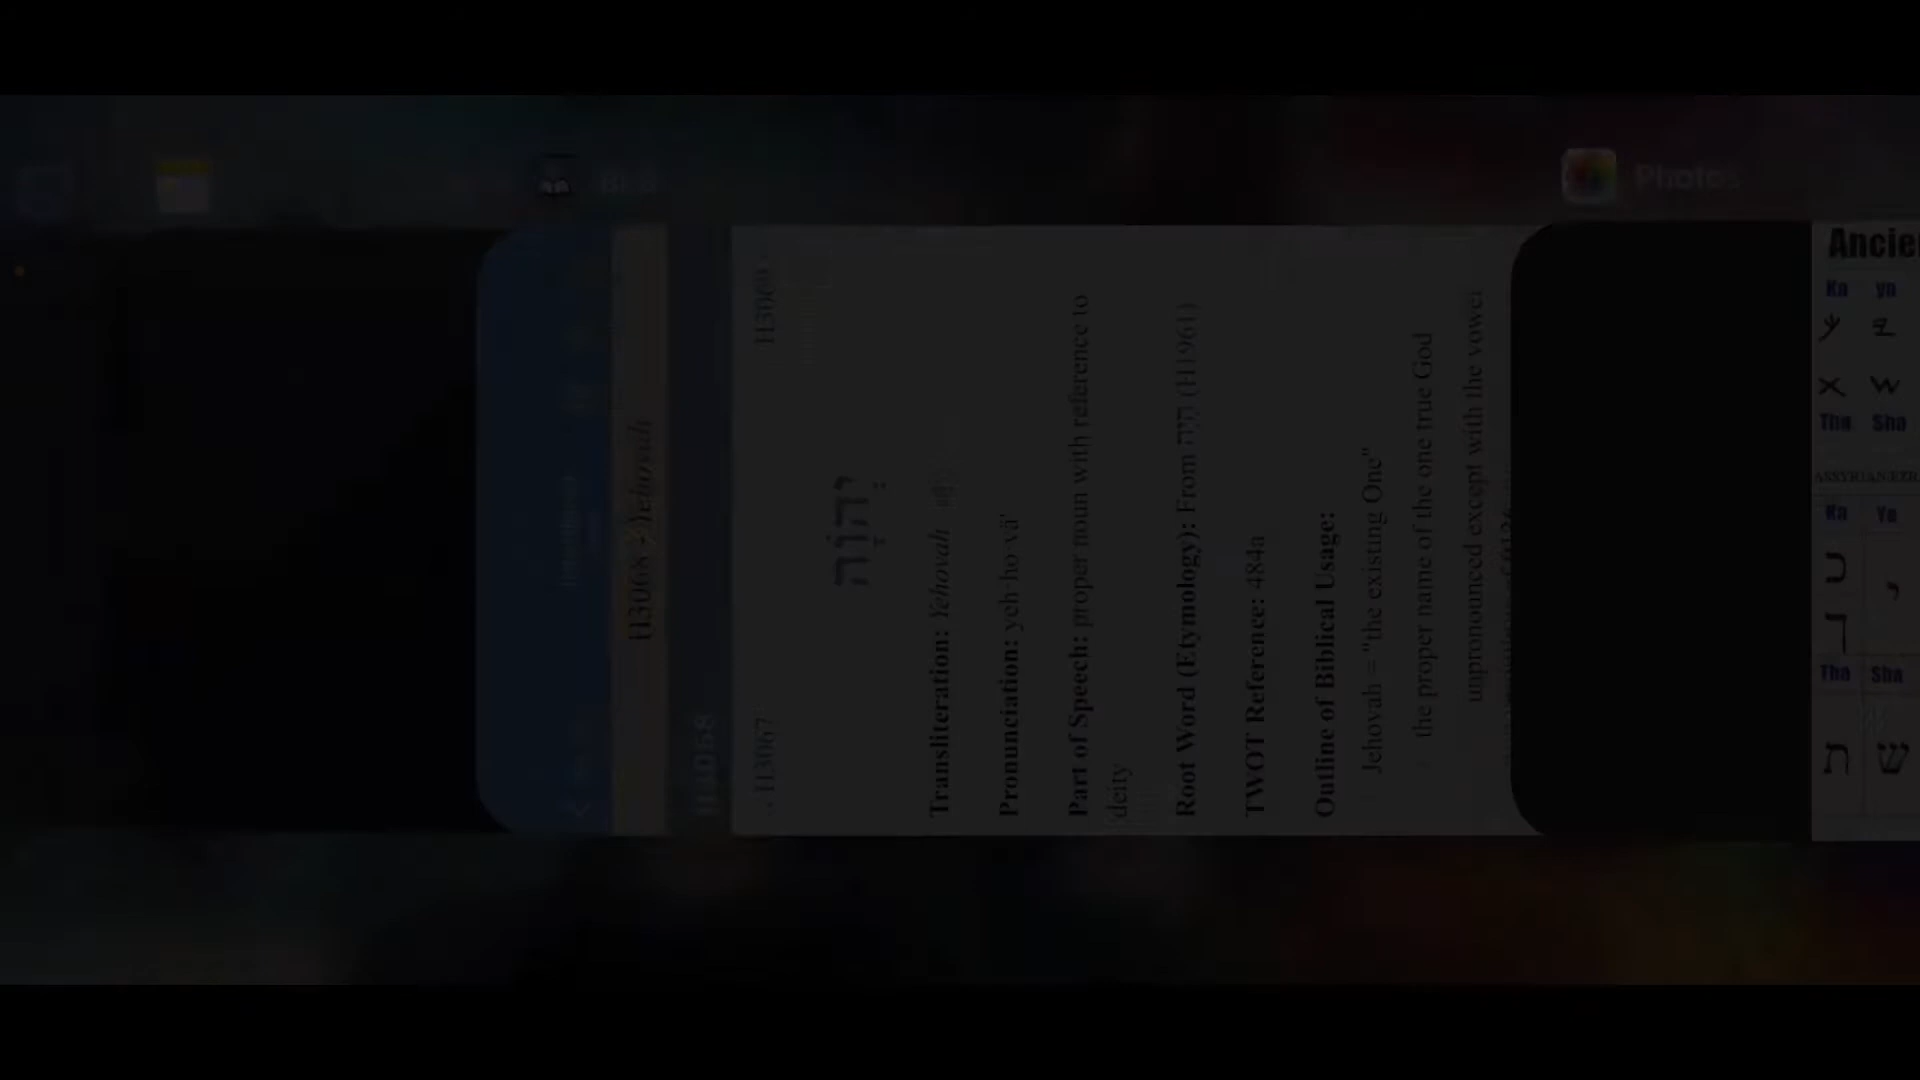 BLB
Photos
Interlinear
H3068 - Yehovah
H3068
H3067
H3069
יְהֹוָה
Transliteration: Yehovah
Pronunciation: yeh·ho·vä'
Part of Speech: proper noun with reference to
deity
Root Word (Etymology): From הָיָה (H1961)
TWOT Reference: 484a
Outline of Biblical Usage:
Jehovah = "the existing One"
the proper name of the one true God
unpronounced except with the vowel
Ka Ya
Tha Sha
Ka Ya
כ י
ך
Tha Sha
ת ש